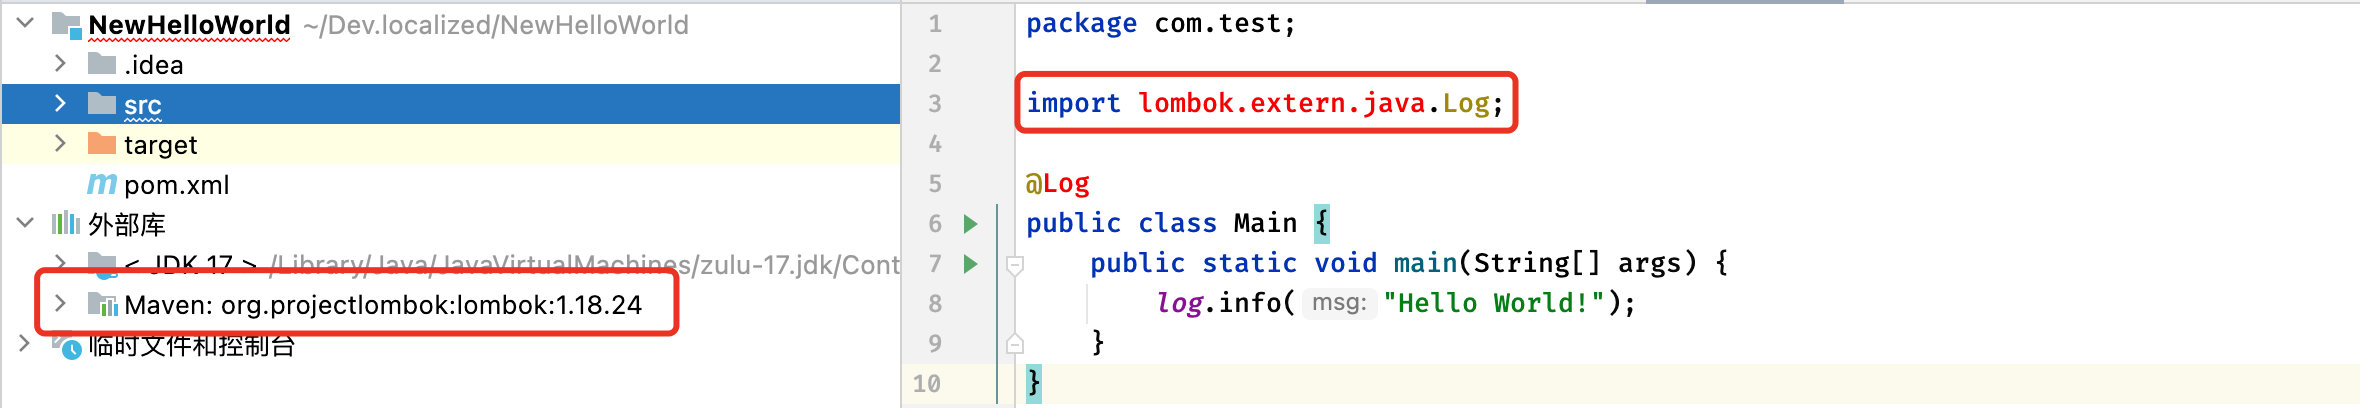 NewHelloWorld ~/Dev.localized/NewHelloWorld
.idea
src
target
m pom.xml
外部库
< JDK 17 > /Library/Java/JavaVirtualMachines/zulu-17.jdk/Cont
Maven: org.projectlombok:lombok:1.18.24
临时文件和控制台
1 package com.test;
2
3 import lombok.extern.java.Log;
4
5 @Log
6 public class Main {
7 public static void main(String[] args) {
8 log.info( msg: "Hello World!");
9 }
10 }